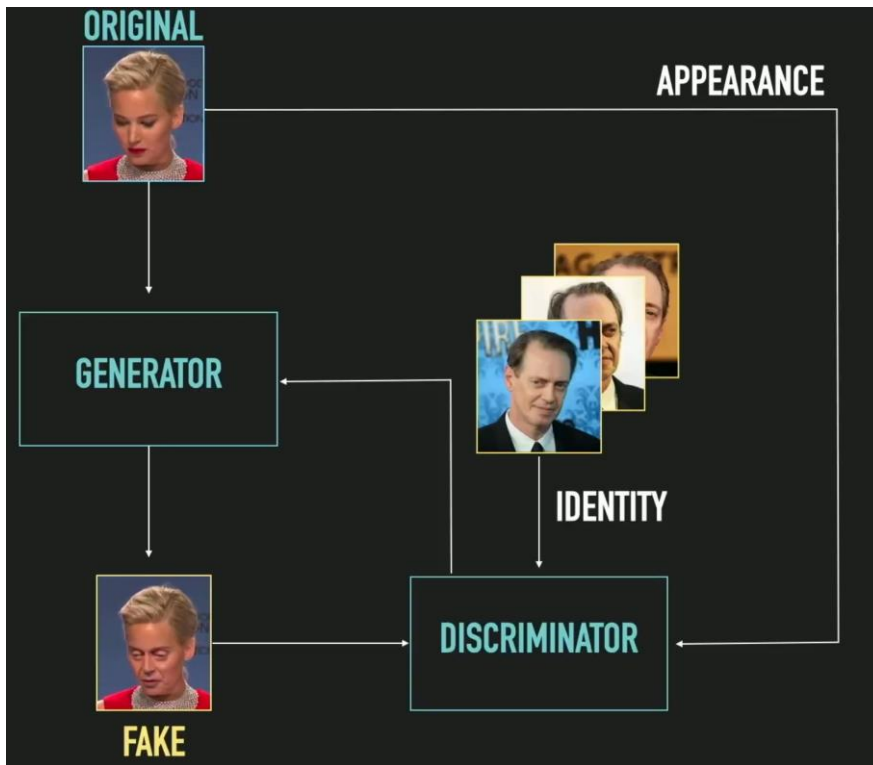 ORIGINAL
APPEARANCE
GENERATOR
IDENTITY
DISCRIMINATOR
FAKE